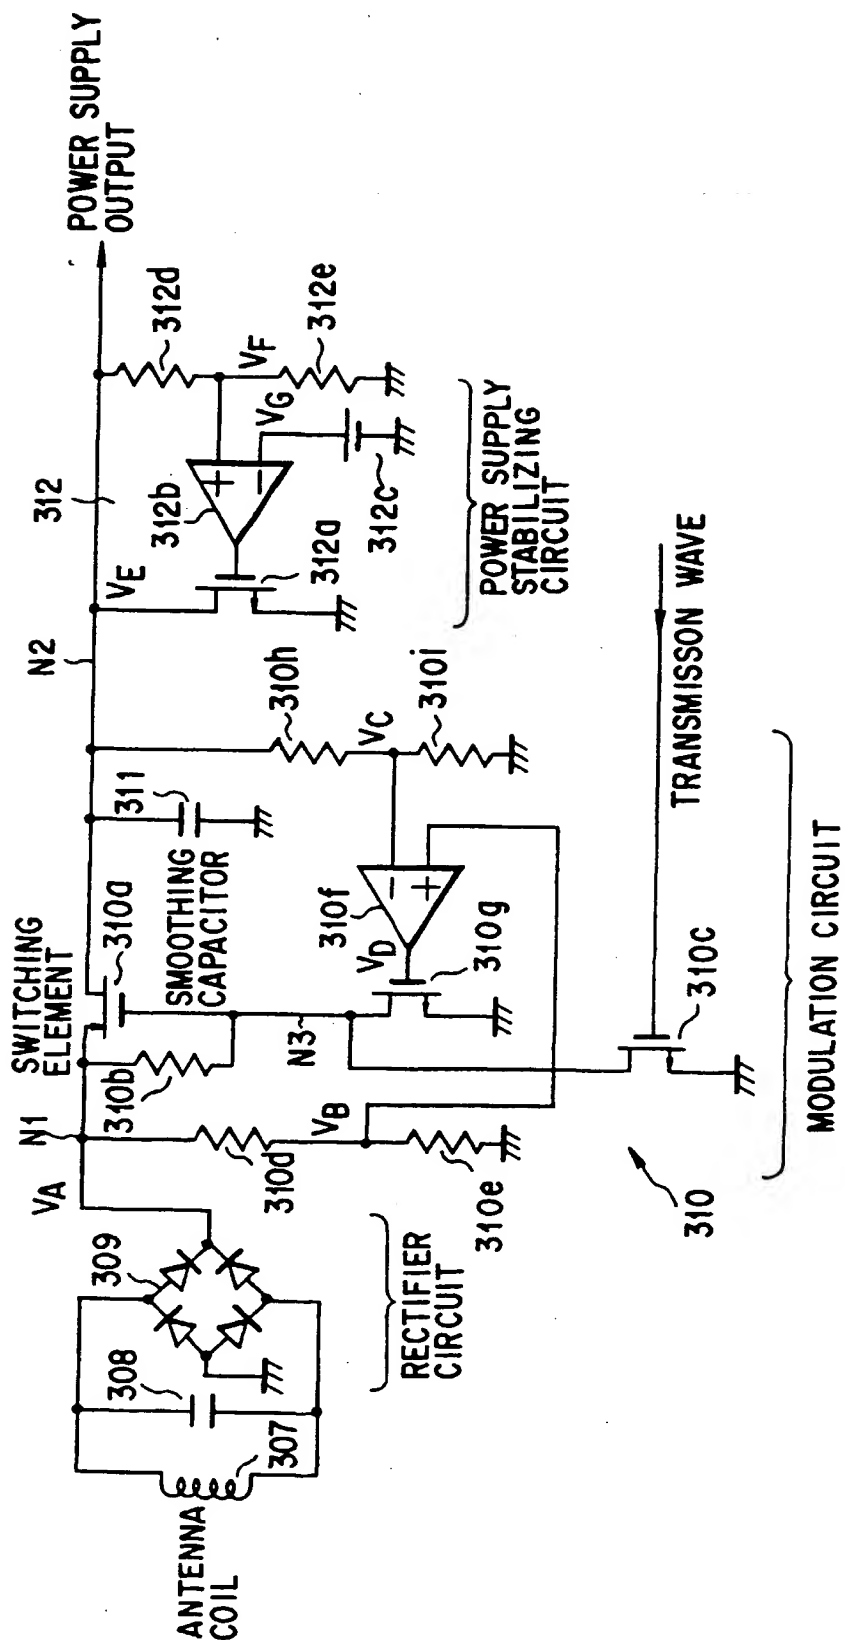 POWER SUPPLY
OUTPUT
312
VE
N2
312b
312a
312c
312d
312e
VF
VG
POWER SUPPLY
STABILIZING
CIRCUIT
SWITCHING
ELEMENT
310a
311
SMOOTHING
CAPACITOR
310h
VC
310i
310f
VD
310g
N3
310b
N1
VA
310d
VB
310e
310c
TRANSMISSON WAVE
MODULATION CIRCUIT
310
309
308
307
RECTIFIER
CIRCUIT
ANTENNA
COIL
+
−
−
+